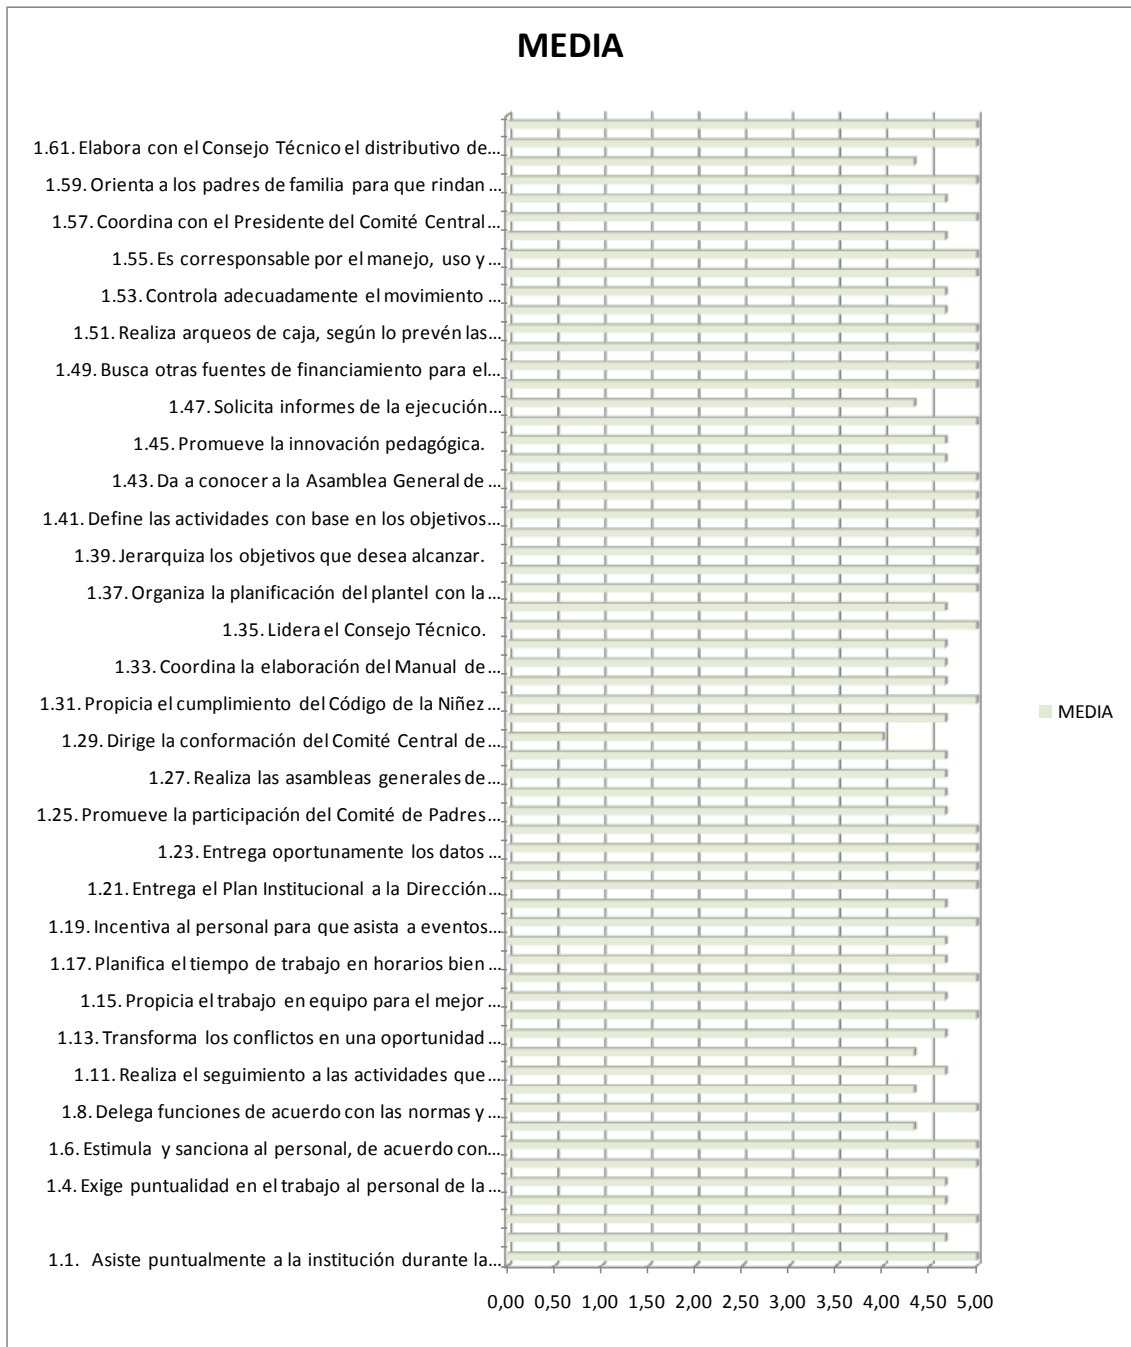 MEDIA
1.61. Elabora con el Consejo Técnico el distributivo de...
1.59. Orienta a los padres de familia para que rindan ...
1.57. Coordina con el Presidente del Comité Central ...
1.55. Es corresponsable por el manejo, uso y ...
1.53. Controla adecuadamente el movimiento ...
1.51. Realiza arqueos de caja, según lo prevén las...
1.49. Busca otras fuentes de financiamiento para el...
1.47. Solicita informes de la ejecución ...
1.45. Promueve la innovación pedagógica.
1.43. Da a conocer a la Asamblea General de ...
1.41. Define las actividades con base en los objetivos...
1.39. Jerarquiza los objetivos que desea alcanzar.
1.37. Organiza la planificación del plantel con la ...
1.35. Lidera el Consejo Técnico.
1.33. Coordina la elaboración del Manual de ...
1.31. Propicia el cumplimiento del Código de la Niñez ...
MEDIA
1.29. Dirige la conformación del Comité Central de ...
1.27. Realiza las asambleas generales de ...
1.25. Promueve la participación del Comité de Padres ...
1.23. Entrega oportunamente los datos ...
1.21. Entrega el Plan Institucional a la Dirección ...
1.19. Incentiva al personal para que asista a eventos...
1.17. Planifica el tiempo de trabajo en horarios bien ...
1.15. Propicia el trabajo en equipo para el mejor ...
1.13. Transforma los conflictos en una oportunidad ...
1.11. Realiza el seguimiento a las actividades que...
1.8. Delega funciones de acuerdo con las normas y ...
1.6. Estimula y sanciona al personal, de acuerdo con...
1.4. Exige puntualidad en el trabajo al personal de la ...
1.1. Asiste puntualmente a la institución durante la...
0,00 0,50 1,00 1,50 2,00 2,50 3,00 3,50 4,00 4,50 5,00